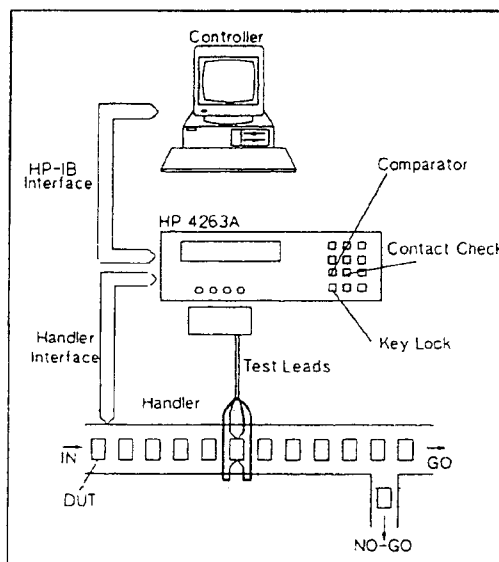 Controller
HP-IB
Interface
Comparator
HP 4263A
Contact Check
Handler
Interface
Key Lock
Test Leads
Handler
IN
GO
DUT
NO-GO